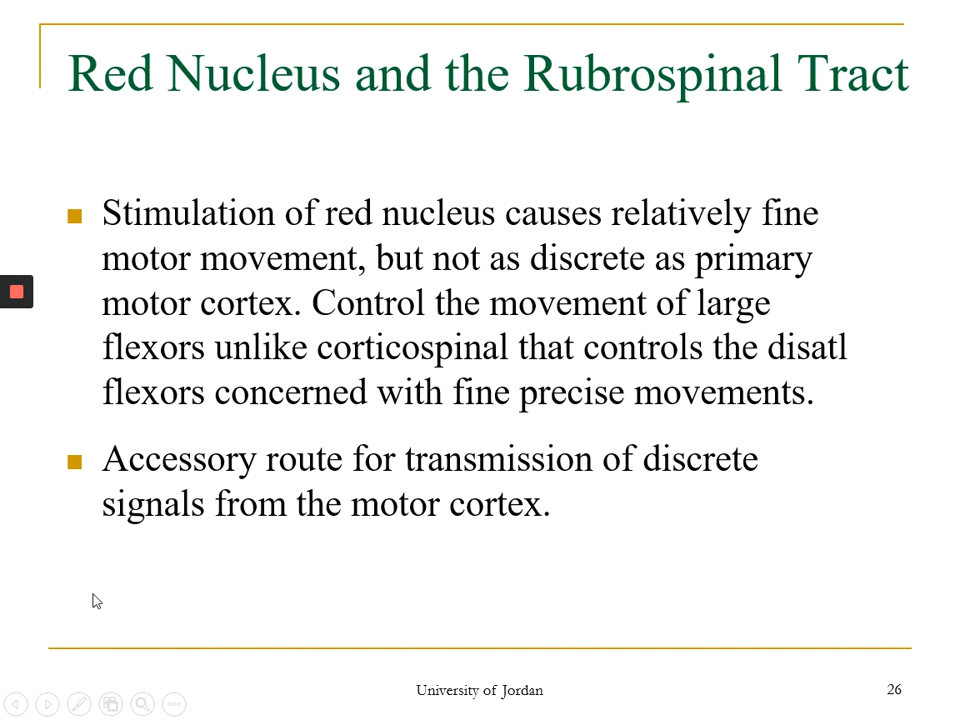 Red Nucleus and the Rubrospinal Tract
Stimulation of red nucleus causes relatively fine
motor movement, but not as discrete as primary
motor cortex. Control the movement of large
flexors unlike corticospinal that controls the disatl
flexors concerned with fine precise movements.
Accessory route for transmission of discrete
signals from the motor cortex.
University of Jordan
26